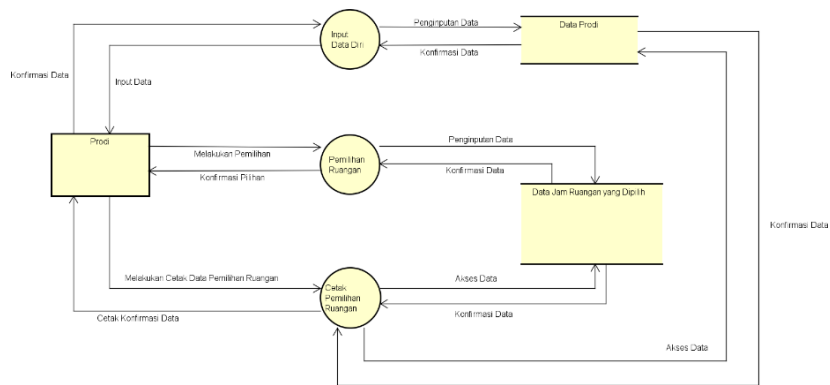 Penginputan Data
Input
Data Diri
Data Prodi
Konfirmasi Data
Konfirmasi Data
Input Data
Prodi
Melakukan Pemilihan
Konfirmasi Pilihan
Pemilihan
Ruangan
Penginputan Data
Konfirmasi Data
Data Jam Ruangan yang Dipilih
Konfirmasi Data
Melakukan Cetak Data Pemilihan Ruangan
Cetak
Pemilihan
Ruangan
Akses Data
Konfirmasi Data
Cetak Konfirmasi Data
Akses Data